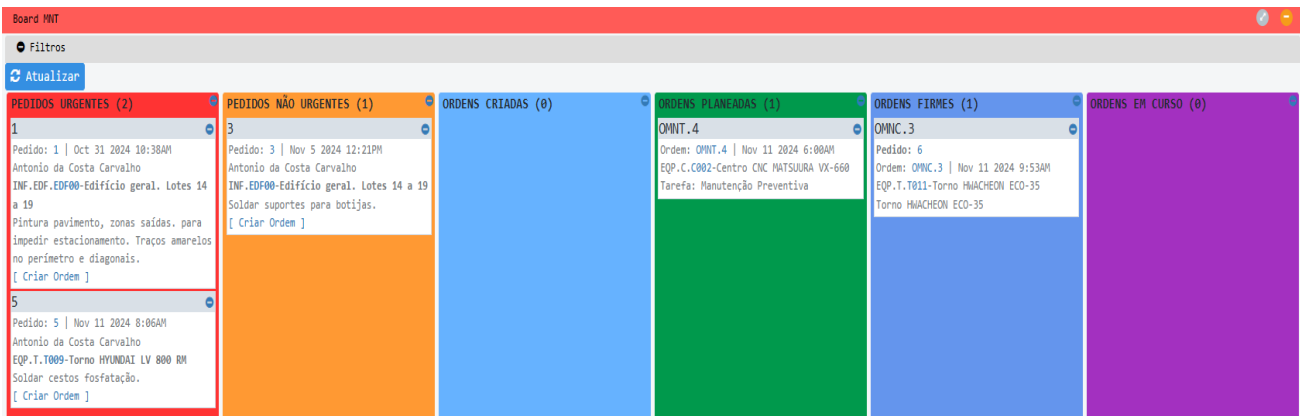 Board MNT
Filtros
Atualizar
PEDIDOS URGENTES (2)
1
Pedido: 1 | Oct 31 2024 10:38AM
Antonio da Costa Carvalho
INF.EDF.EDF00-Edifício geral. Lotes 14
a 19
Pintura pavimento, zonas saídas. para
impedir estacionamento. Traços amarelos
no perímetro e diagonais.
[ Criar Ordem ]
5
Pedido: 5 | Nov 11 2024 8:06AM
Antonio da Costa Carvalho
EQP.T.T009-Torno HYUNDAI LV 800 RM
Soldar cestos fosfatação.
[ Criar Ordem ]
PEDIDOS NÃO URGENTES (1)
3
Pedido: 3 | Nov 5 2024 12:21PM
Antonio da Costa Carvalho
INF.EDF00-Edifício geral. Lotes 14 a 19
Soldar suportes para botijas.
[ Criar Ordem ]
ORDENS CRIADAS (0)
ORDENS PLANEADAS (1)
OMNT.4
Ordem: OMNT.4 | Nov 11 2024 6:00AM
EQP.C.C002-Centro CNC MATSUURA VX-660
Tarefa: Manutenção Preventiva
ORDENS FIRMES (1)
OMNC.3
Pedido: 6
Ordem: OMNC.3 | Nov 11 2024 9:53AM
EQP.T.T011-Torno HWACHEON ECO-35
Torno HWACHEON ECO-35
ORDENS EM CURSO (0)